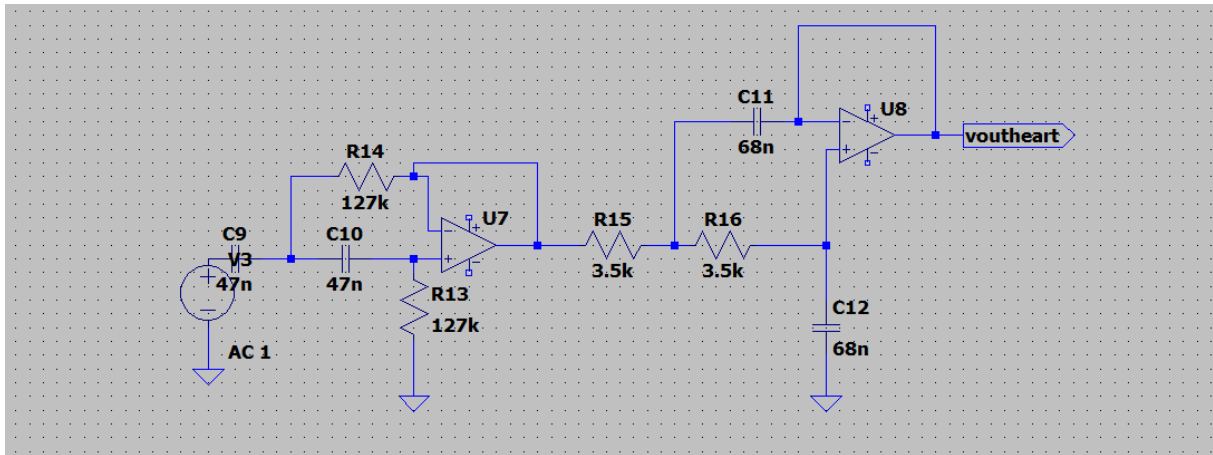 C11
U8
68n
voutheart
R14
127k
U7
R15
R16
3.5k
3.5k
C9
C10
V3
47n
47n
R13
127k
C12
68n
AC 1